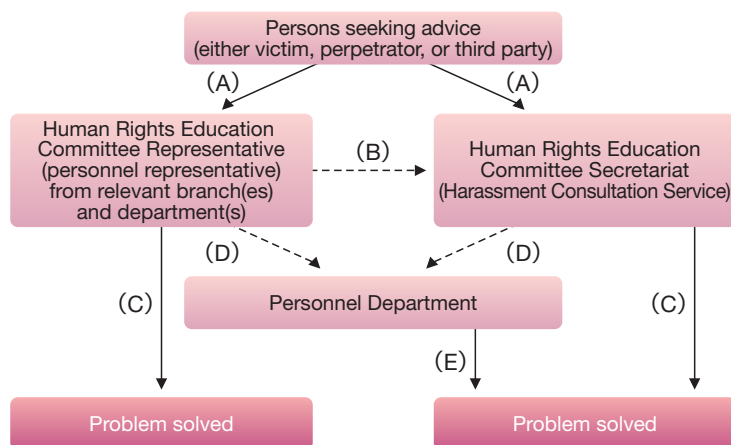 Persons seeking advice
(either victim, perpetrator, or third party)
(A)
(A)
Human Rights Education
Committee Representative
(personnel representative)
from relevant branch(es)
and department(s)
(B)
Human Rights Education
Committee Secretariat
(Harassment Consultation Service)
(D)
(D)
(C)
Personnel Department
(C)
(E)
Problem solved
Problem solved